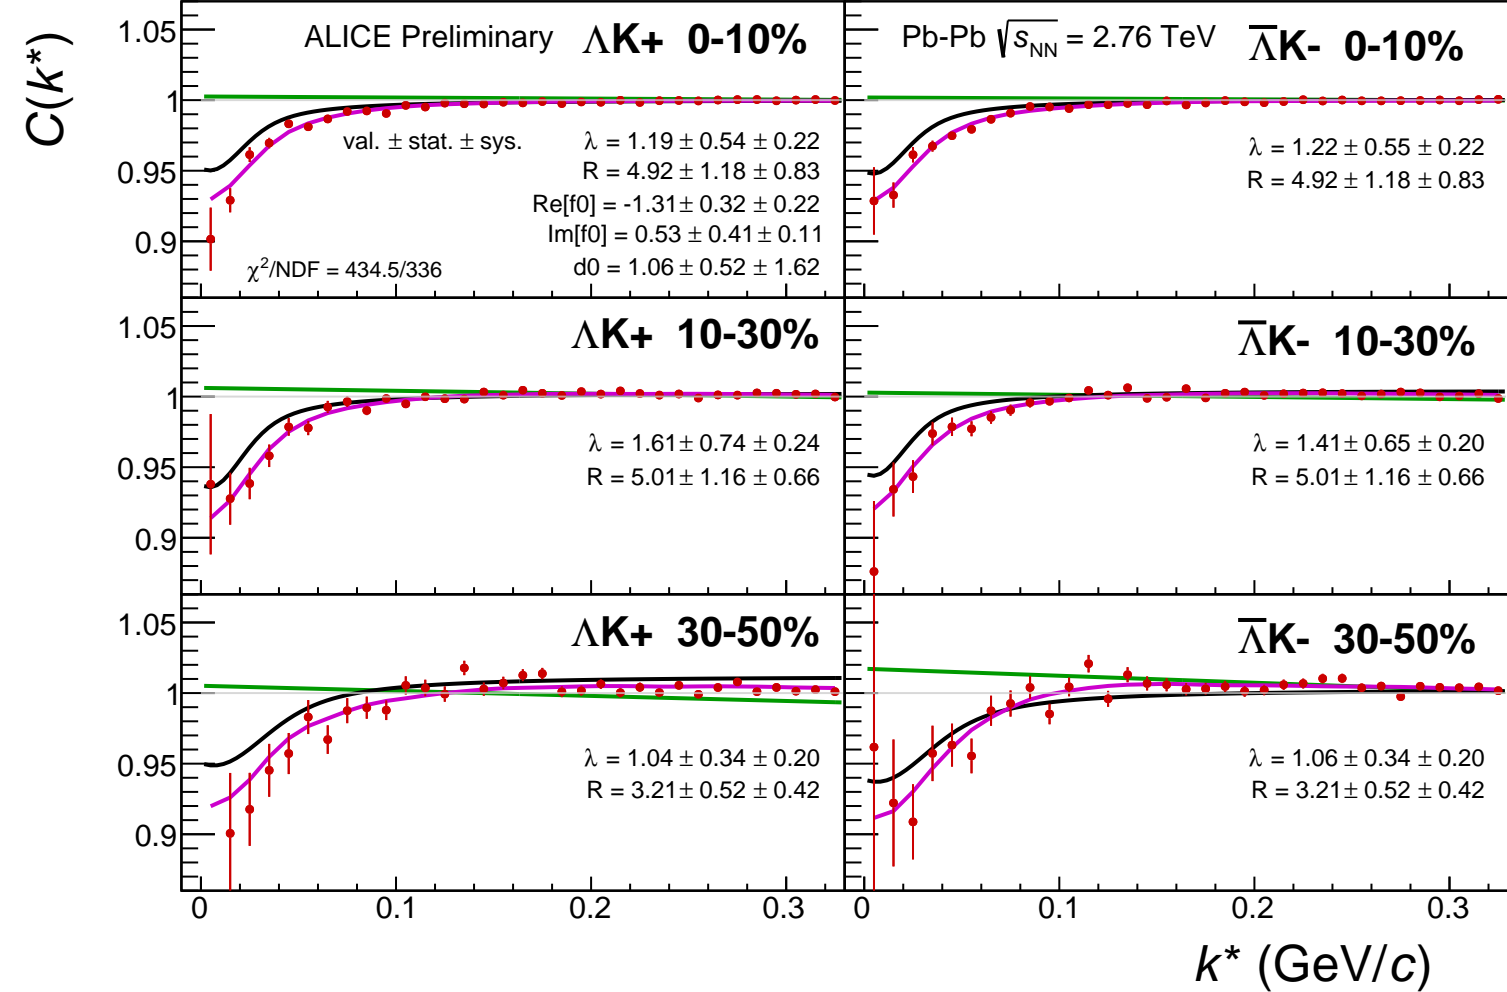 C(k*)
ALICE Preliminary ΛK+ 0-10%
1.05
1
0.95
0.9
val. ± stat. ± sys.
λ = 1.19 ± 0.54 ± 0.22
R = 4.92 ± 1.18 ± 0.83
Re[f0] = -1.31 ± 0.32 ± 0.22
Im[f0] = 0.53 ± 0.41 ± 0.11
d0 = 1.06 ± 0.52 ± 1.62
χ²/NDF = 434.5/336
Pb-Pb √s_NN = 2.76 TeV Λ̅K- 0-10%
λ = 1.22 ± 0.55 ± 0.22
R = 4.92 ± 1.18 ± 0.83
ΛK+ 10-30%
1.05
1
0.95
0.9
λ = 1.61 ± 0.74 ± 0.24
R = 5.01 ± 1.16 ± 0.66
Λ̅K- 10-30%
λ = 1.41 ± 0.65 ± 0.20
R = 5.01 ± 1.16 ± 0.66
ΛK+ 30-50%
1.05
1
0.95
0.9
λ = 1.04 ± 0.34 ± 0.20
R = 3.21 ± 0.52 ± 0.42
Λ̅K- 30-50%
λ = 1.06 ± 0.34 ± 0.20
R = 3.21 ± 0.52 ± 0.42
0 0.1 0.2 0.3
0 0.1 0.2 0.3
k* (GeV/c)